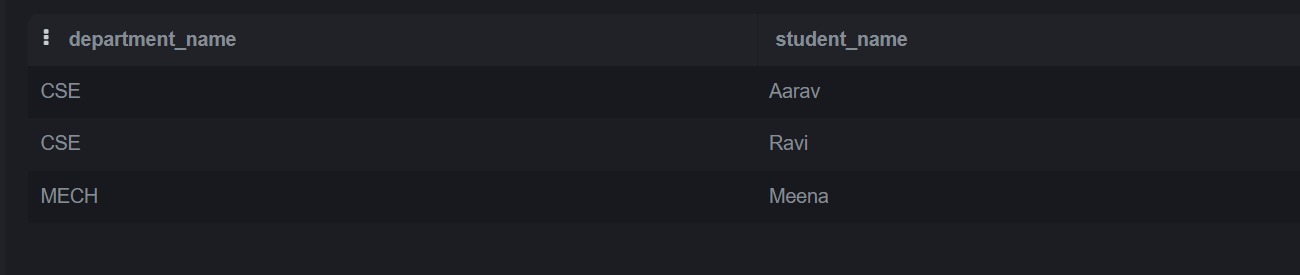 department_name student_name
CSE Aarav
CSE Ravi
MECH Meena